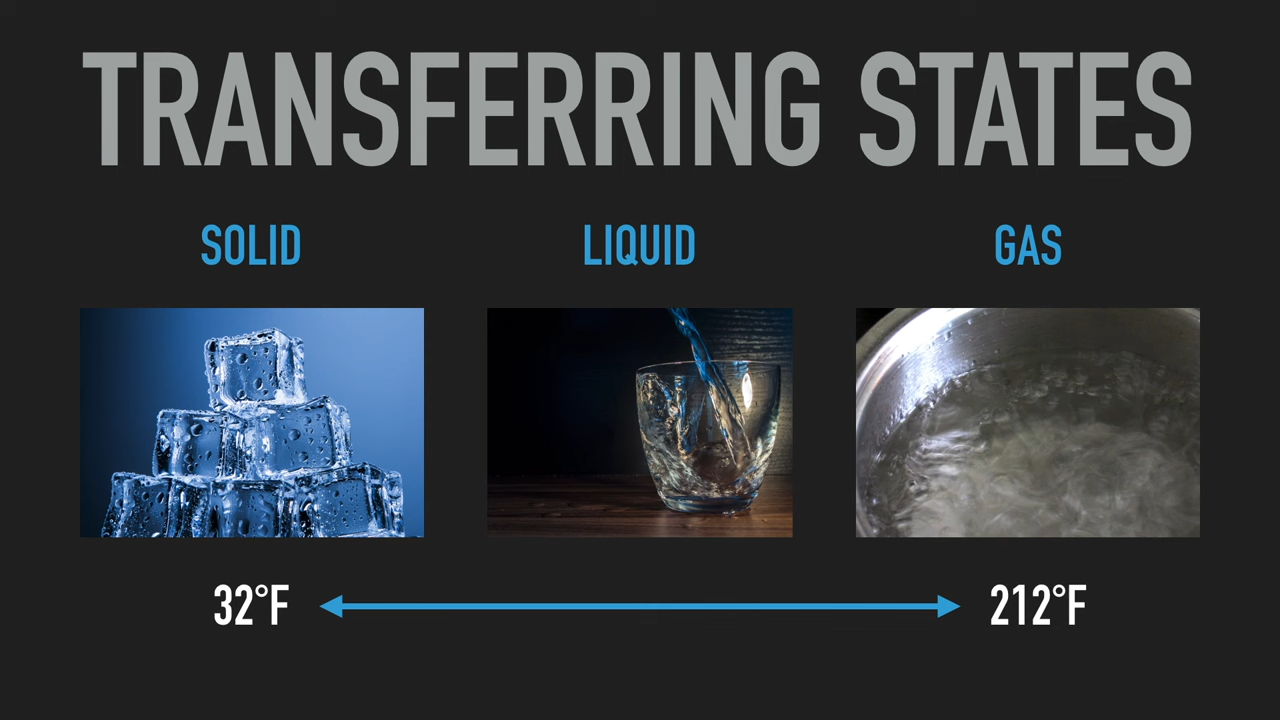 TRANSFERRING STATES
SOLID
LIQUID
GAS
32°F
212°F